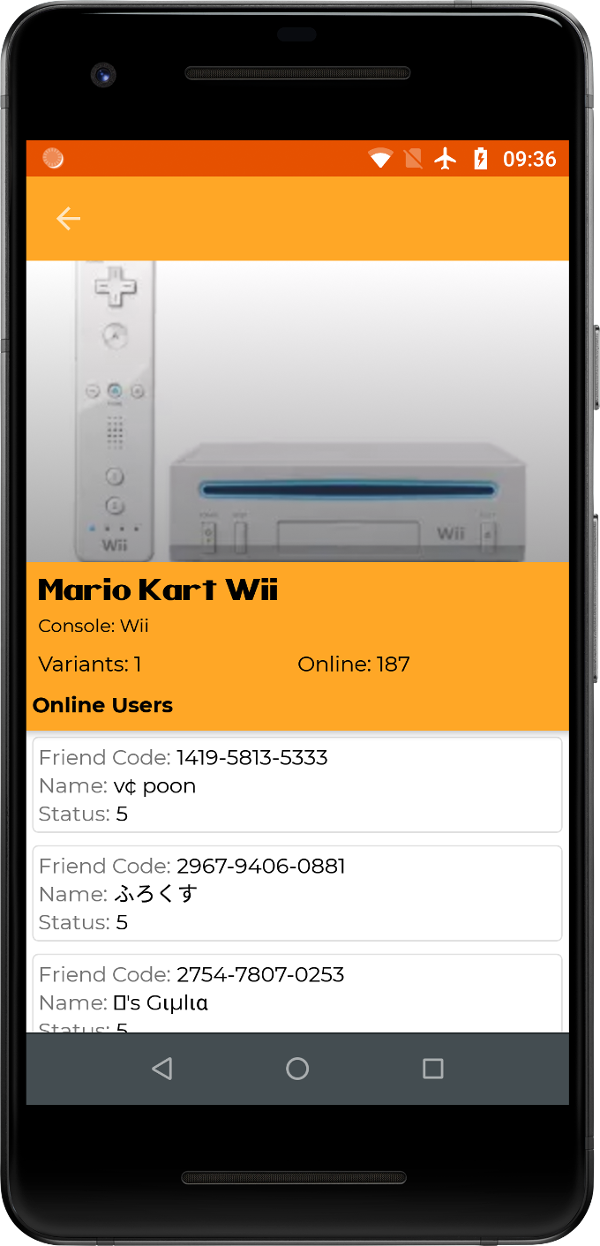 09:36
Wii
Wii
Mario Kart Wii
Console: Wii
Variants: 1
Online: 187
Online Users
Friend Code: 1419-5813-5333
Name: v¢ poon
Status: 5
Friend Code: 2967-9406-0881
Name: ふろくす
Status: 5
Friend Code: 2754-7807-0253
Name: 's Gιμlια
Status: 5